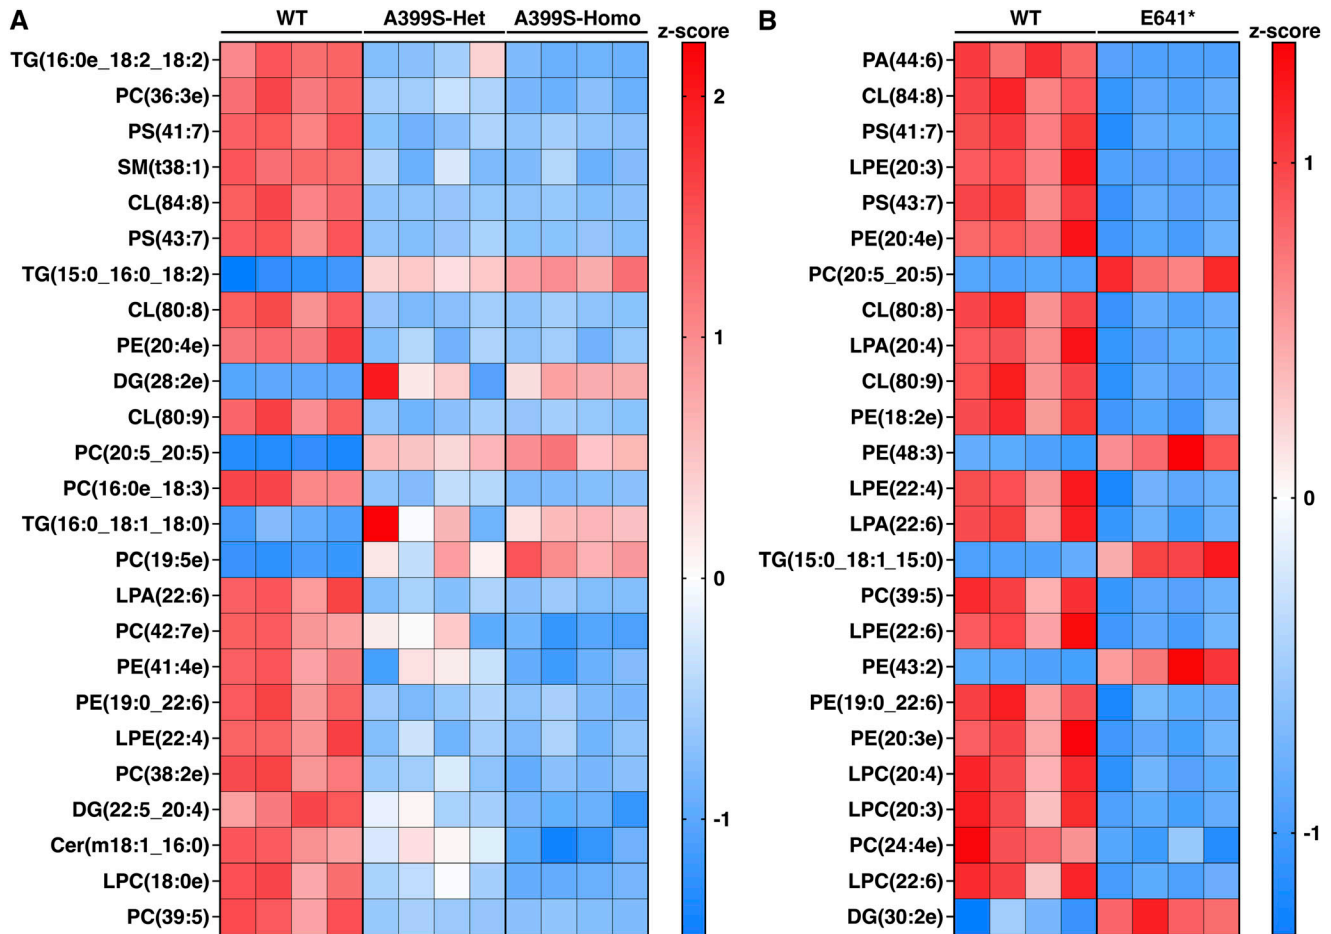 A
WT
A399S-Het
A399S-Homo
z-score
TG(16:0e_18:2_18:2)
PC(36:3e)
PS(41:7)
SM(t38:1)
CL(84:8)
PS(43:7)
TG(15:0_16:0_18:2)
CL(80:8)
PE(20:4e)
DG(28:2e)
CL(80:9)
PC(20:5_20:5)
PC(16:0e_18:3)
TG(16:0_18:1_18:0)
PC(19:5e)
LPA(22:6)
PC(42:7e)
PE(41:4e)
PE(19:0_22:6)
LPE(22:4)
PC(38:2e)
DG(22:5_20:4)
Cer(m18:1_16:0)
LPC(18:0e)
PC(39:5)
2
1
0
-1
B
WT
E641*
z-score
PA(44:6)
CL(84:8)
PS(41:7)
LPE(20:3)
PS(43:7)
PE(20:4e)
PC(20:5_20:5)
CL(80:8)
LPA(20:4)
CL(80:9)
PE(18:2e)
PE(48:3)
LPE(22:4)
LPA(22:6)
TG(15:0_18:1_15:0)
PC(39:5)
LPE(22:6)
PE(43:2)
PE(19:0_22:6)
PE(20:3e)
LPC(20:4)
LPC(20:3)
PC(24:4e)
LPC(22:6)
DG(30:2e)
1
0
-1